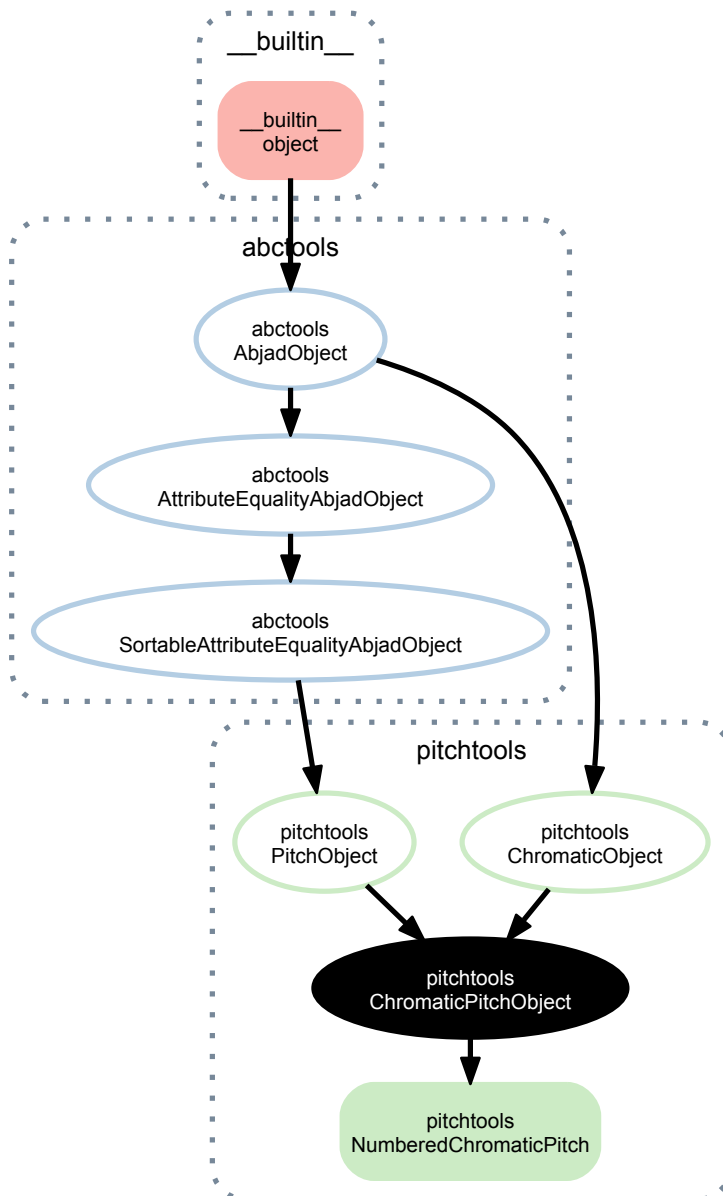 __builtin__
__builtin__
object
abctools
abctools
AbjadObject
abctools
AttributeEqualityAbjadObject
abctools
SortableAttributeEqualityAbjadObject
pitchtools
pitchtools
PitchObject
pitchtools
ChromaticObject
pitchtools
ChromaticPitchObject
pitchtools
NumberedChromaticPitch